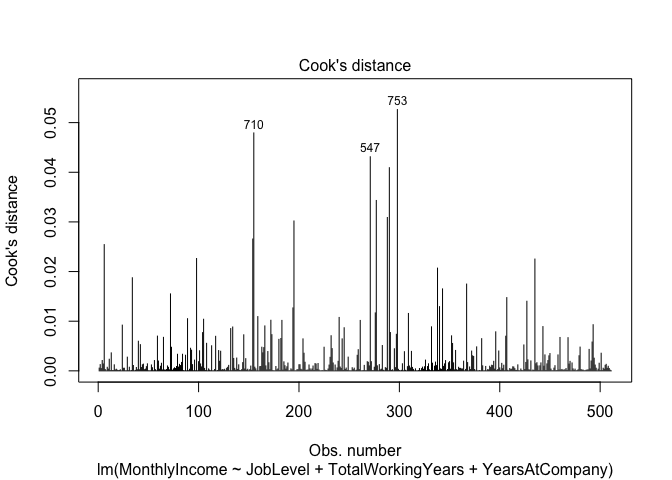 Cook's distance
753
710
547
Cook's distance
0.05
0.04
0.03
0.02
0.01
0.00
0 100 200 300 400 500
Obs. number
lm(MonthlyIncome ~ JobLevel + TotalWorkingYears + YearsAtCompany)